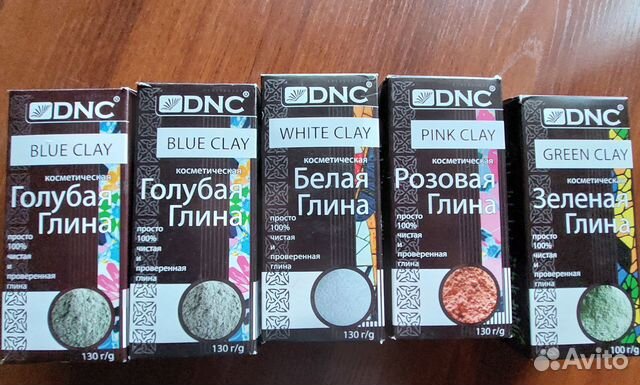 DNC®
BLUE CLAY
косметическая
Голубая
Глина
просто
100%
чистая
и
проверенная
глина
130 г/g
DNC®
BLUE CLAY
косметическая
Голубая
Глина
просто
100%
чистая
и
проверенная
глина
130 г/g
DNC®
WHITE CLAY
косметическая
Белая
Глина
просто
100%
чистая
и
проверенная
глина
130 г/g
DNC®
PINK CLAY
косметическая
Розовая
Глина
просто
100%
чистая
и
проверенная
глина
130 г/g
DNC®
GREEN CLAY
косметическая
Зеленая
Глина
просто
100%
чистая
и
проверенная
глина
100 г/g
Avito